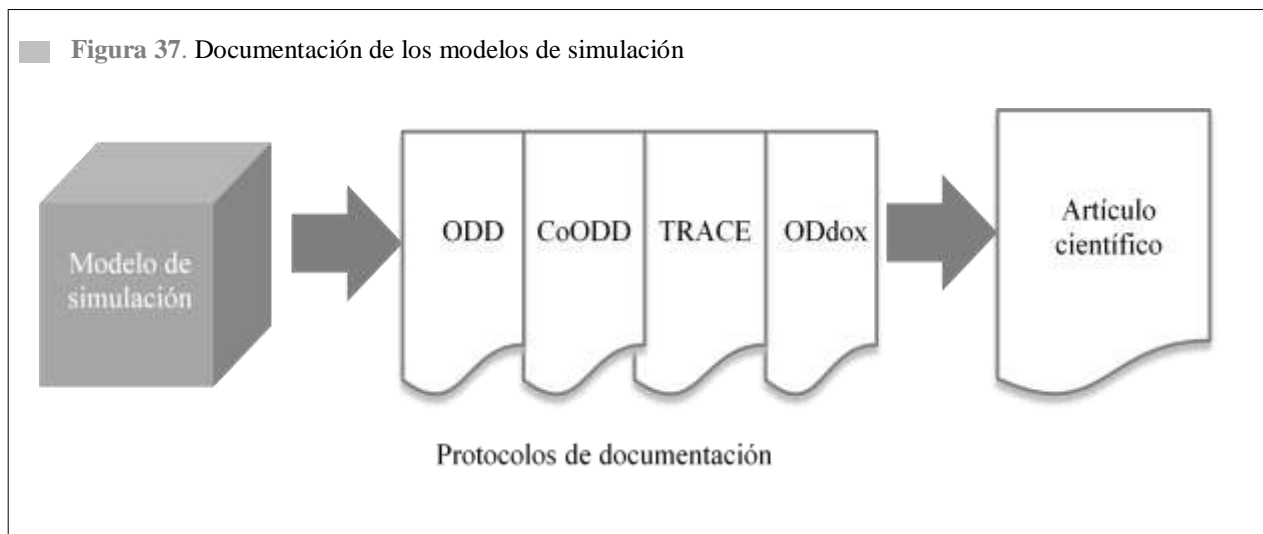 Figura 37. Documentación de los modelos de simulación
Modelo de
simulación
ODD
CoODD
TRACE
ODdox
Artículo
científico
Protocolos de documentación